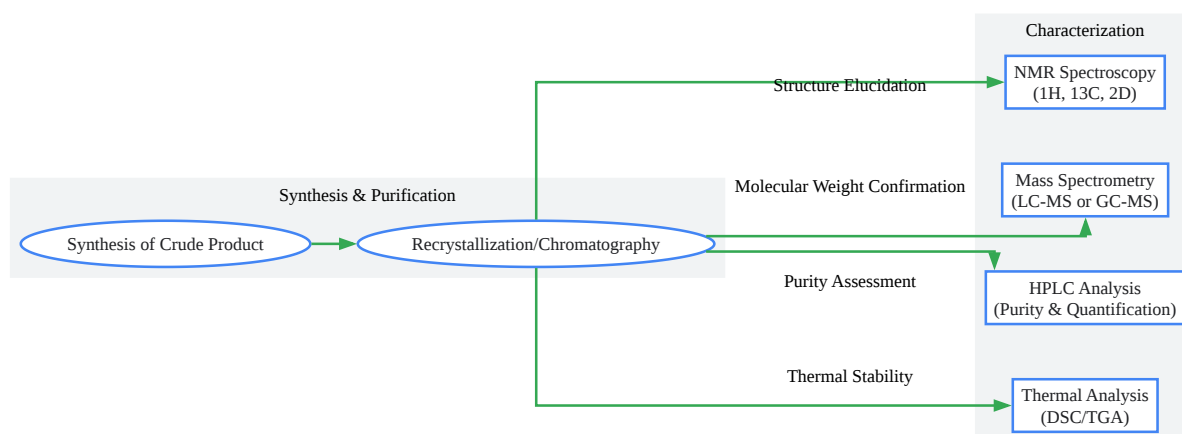 Characterization
NMR Spectroscopy
(1H, 13C, 2D)
Structure Elucidation
Molecular Weight Confirmation
Mass Spectrometry
(LC-MS or GC-MS)
Synthesis & Purification
Synthesis of Crude Product
Recrystallization/Chromatography
Purity Assessment
HPLC Analysis
(Purity & Quantification)
Thermal Stability
Thermal Analysis
(DSC/TGA)